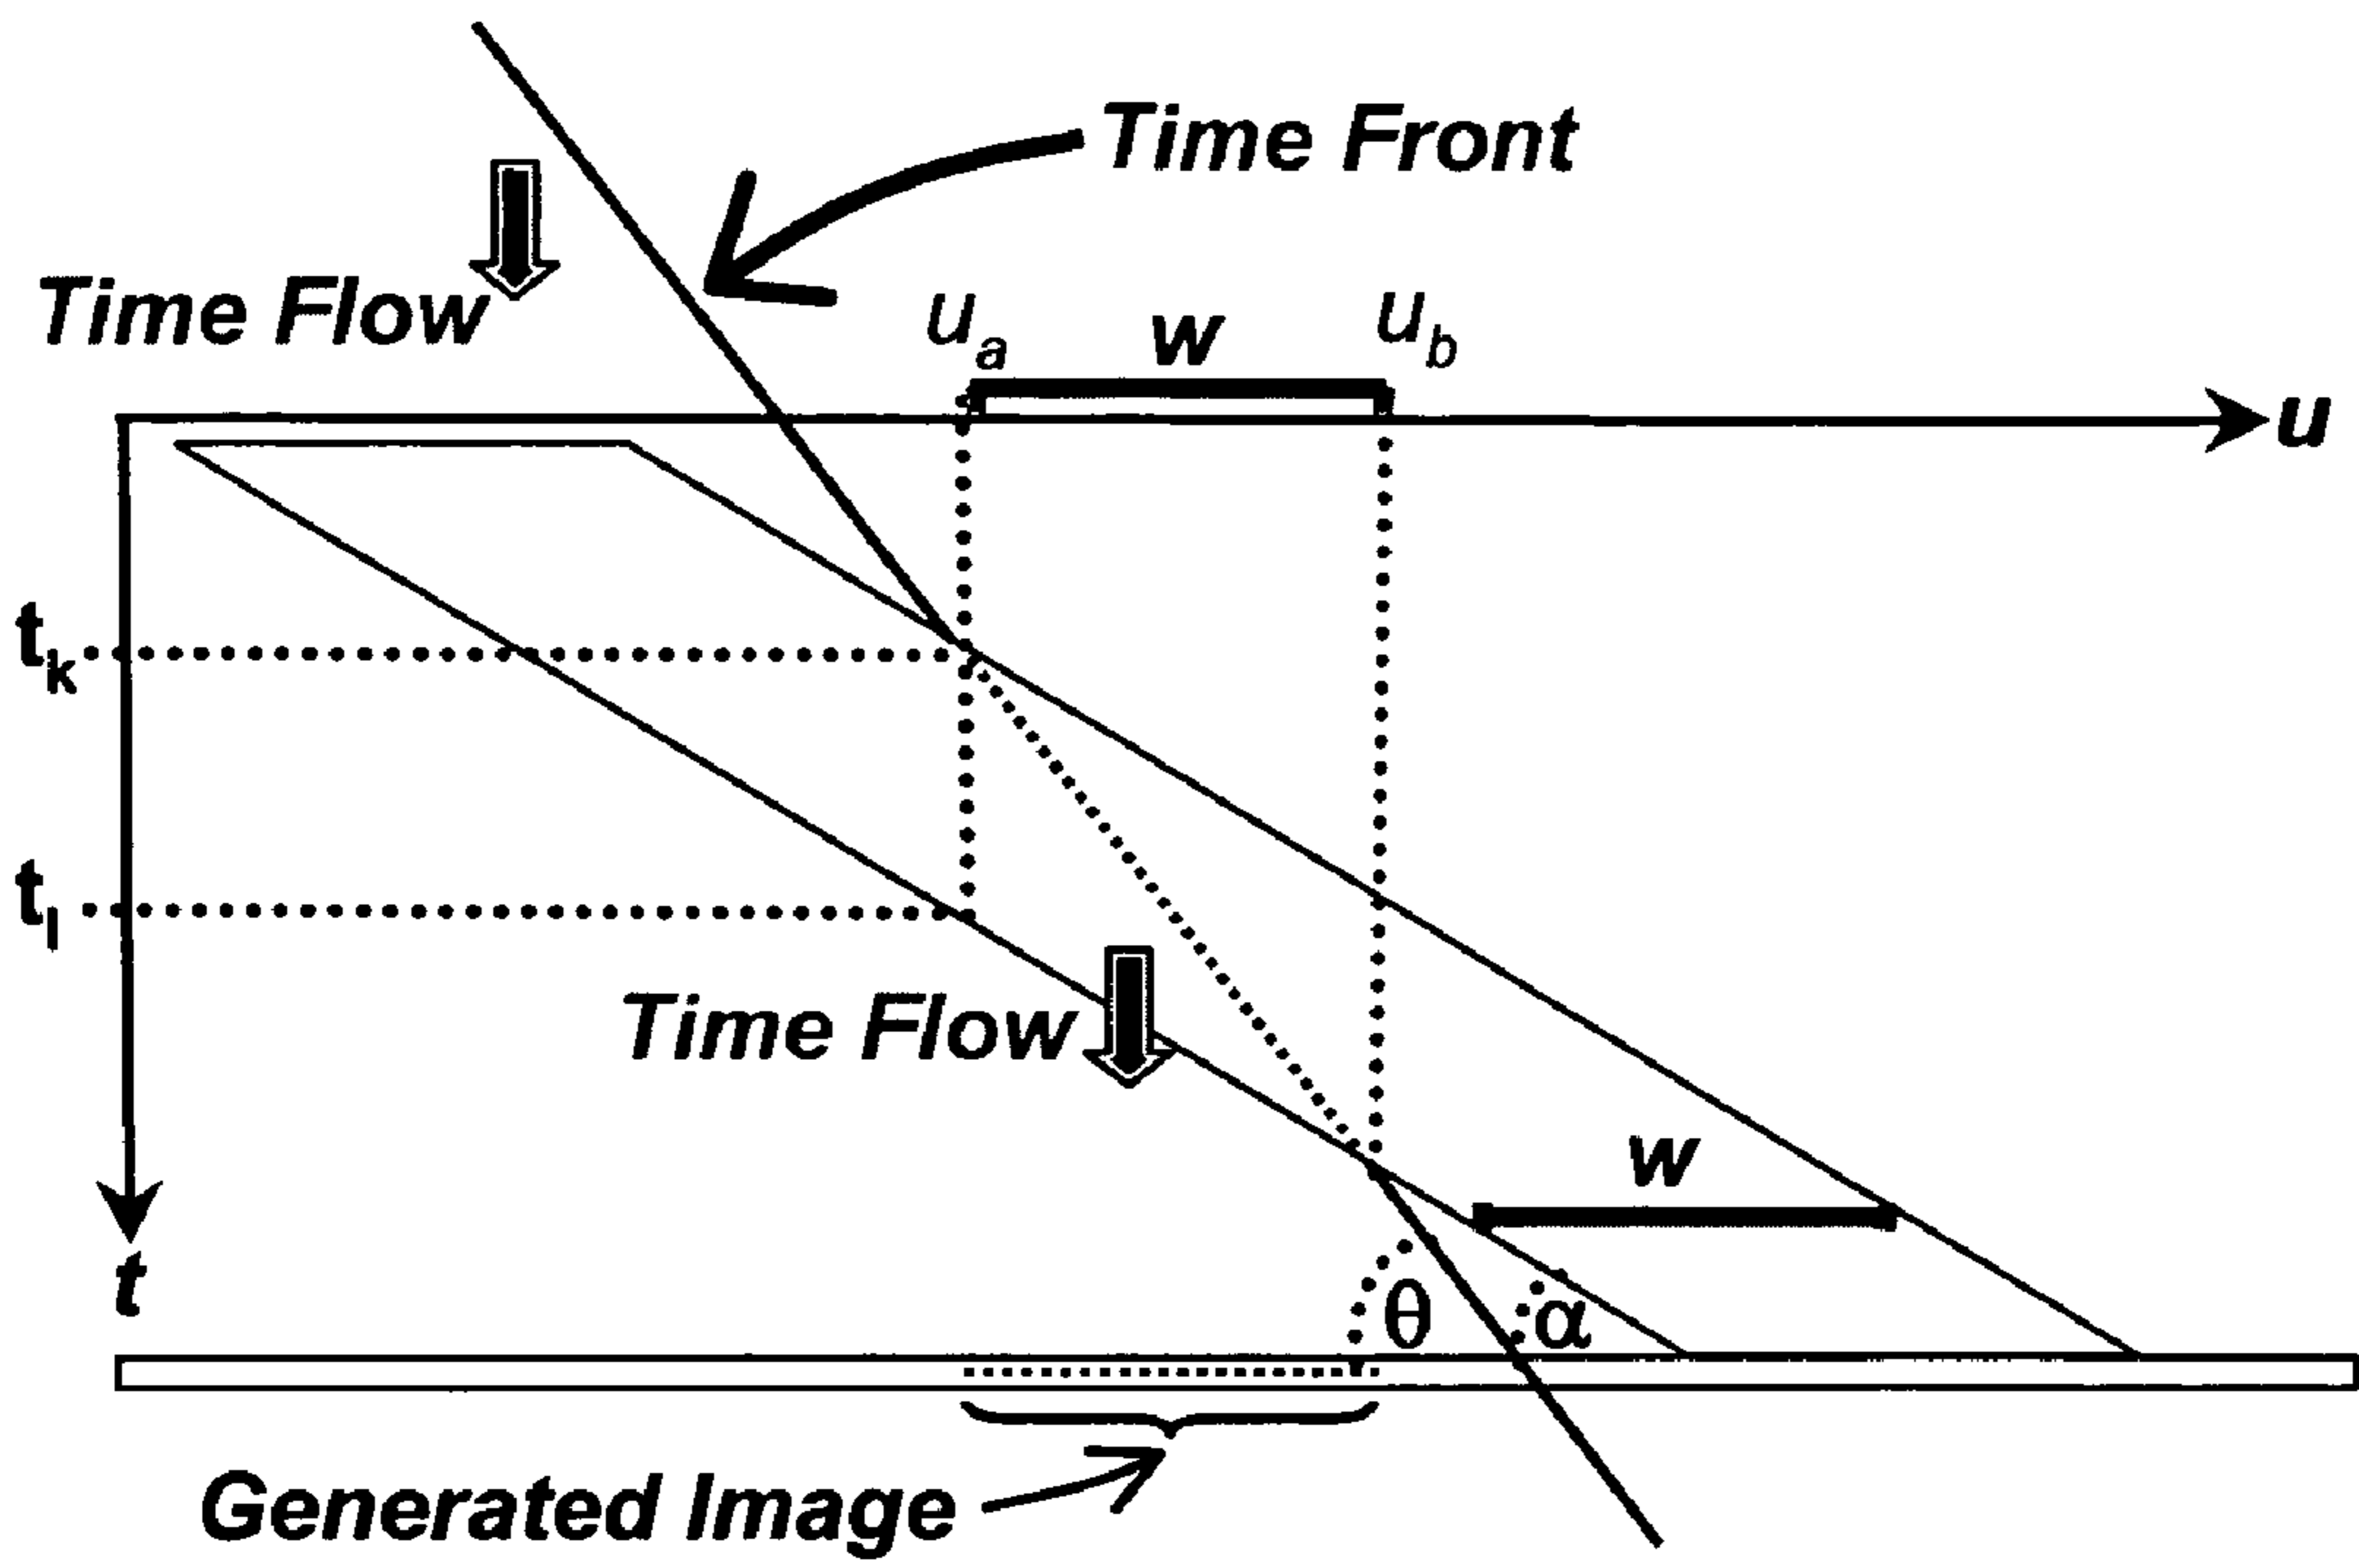 Time Front
Time Flow
u_a
w
u_b
u
t_k
t_l
Time Flow
w
t
θ
α
Generated Image